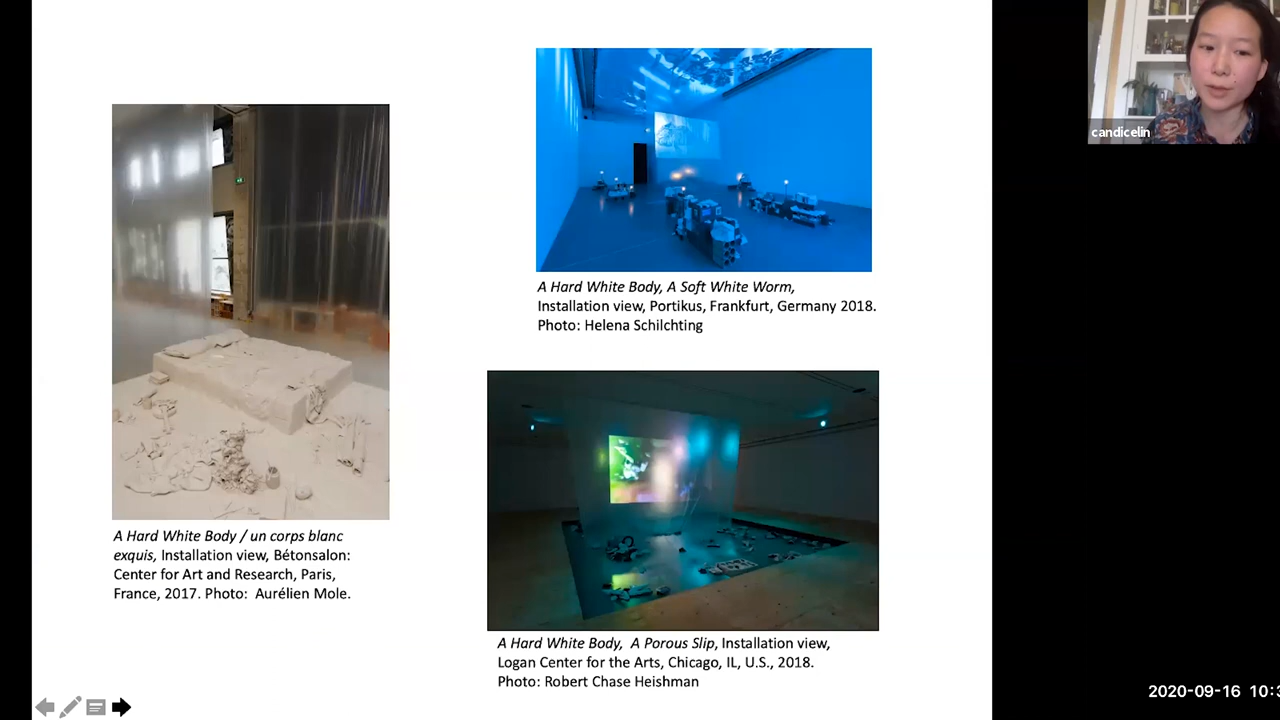 A Hard White Body / un corps blanc
exquis, Installation view, Bétonsalon:
Center for Art and Research, Paris,
France, 2017. Photo: Aurélien Mole.
A Hard White Body, A Soft White Worm,
Installation view, Portikus, Frankfurt, Germany 2018.
Photo: Helena Schilchting
A Hard White Body, A Porous Slip, Installation view,
Logan Center for the Arts, Chicago, IL, U.S., 2018.
Photo: Robert Chase Heishman
candicelin
2020-09-16